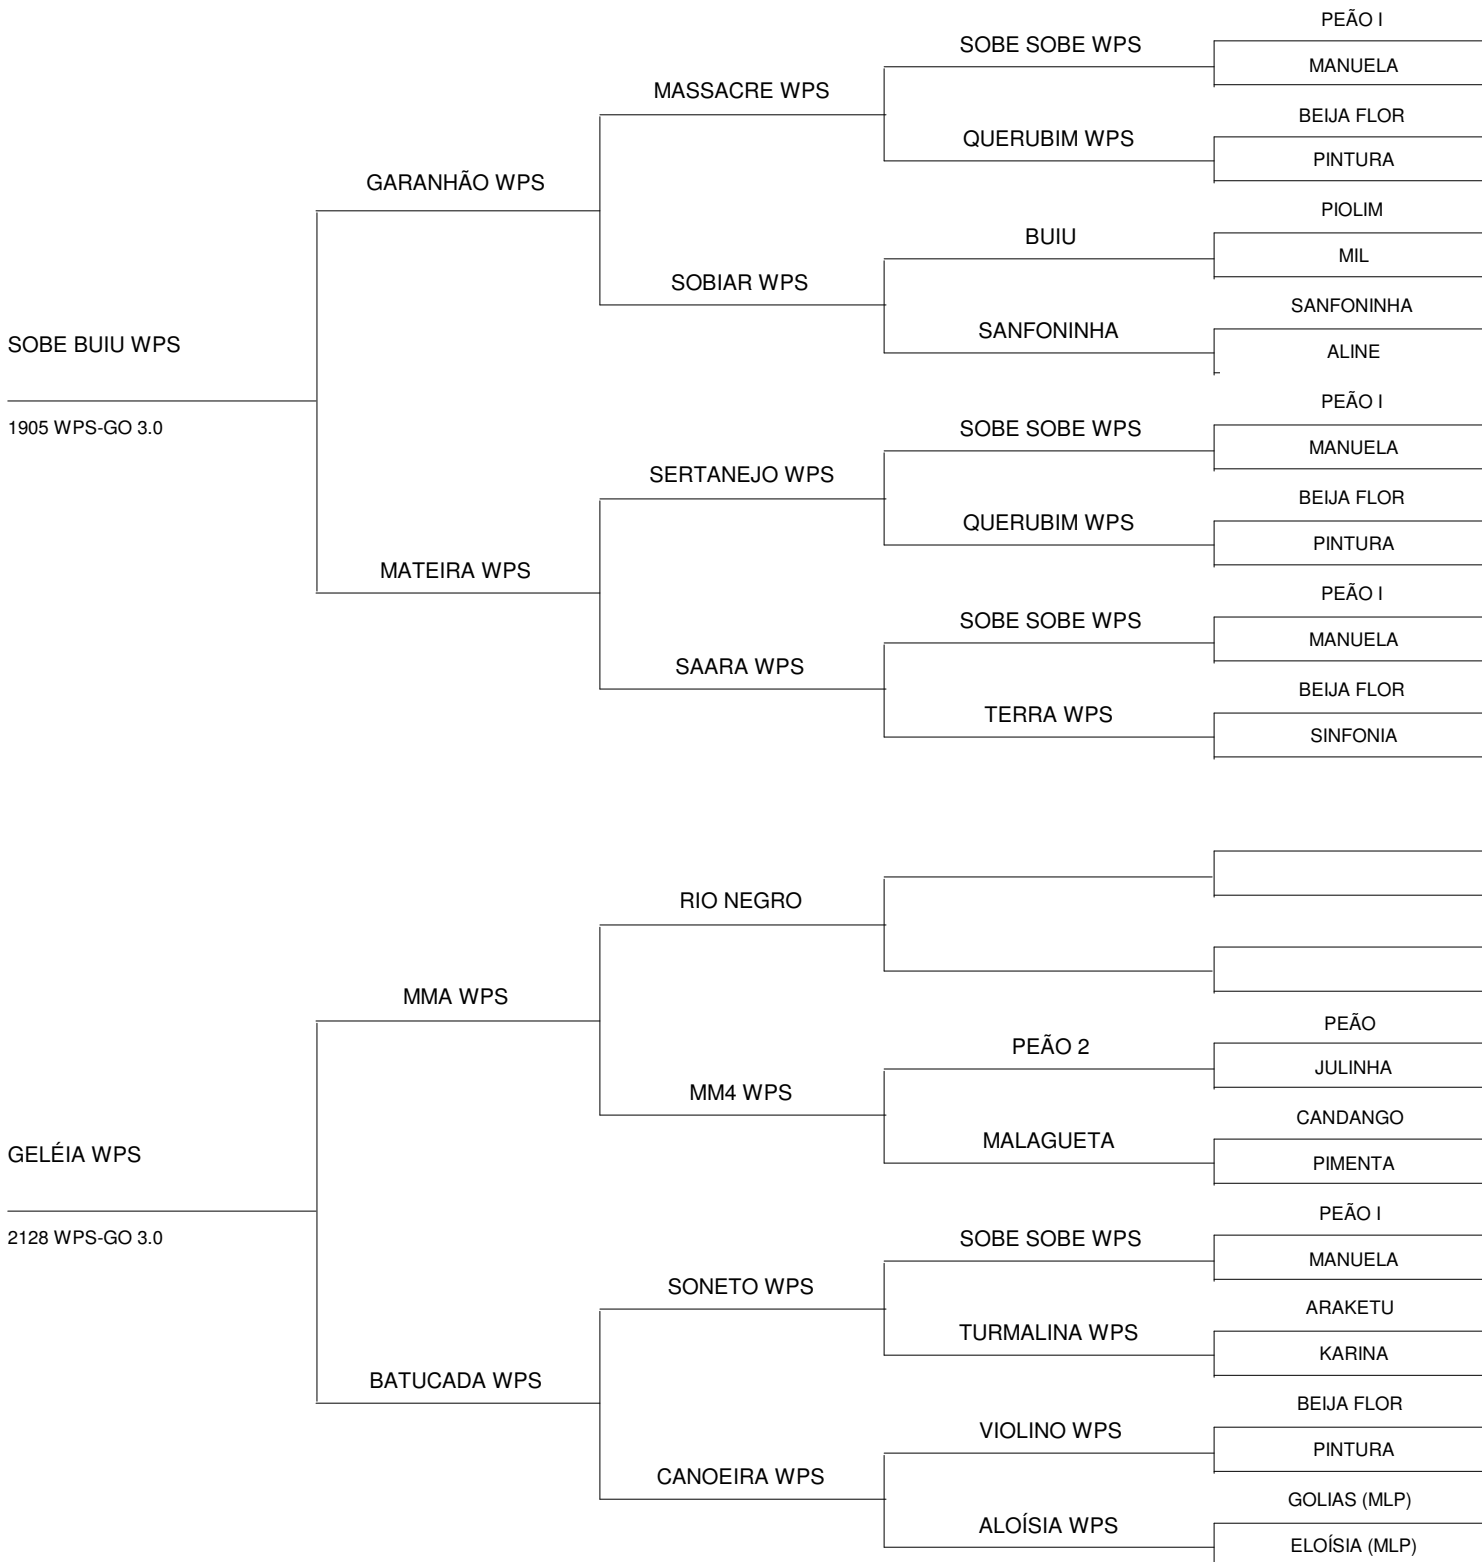 PEÃO I
SOBE SOBE WPS
MANUELA
MASSACRE WPS
BEIJA FLOR
QUERUBIM WPS
PINTURA
GARANHÃO WPS
PIOLIM
BUIU
MIL
SOBIAR WPS
SANFONINHA
SANFONINHA
ALINE
SOBE BUIU WPS
1905 WPS-GO 3.0
PEÃO I
SOBE SOBE WPS
MANUELA
SERTANEJO WPS
BEIJA FLOR
QUERUBIM WPS
PINTURA
MATEIRA WPS
PEÃO I
SOBE SOBE WPS
MANUELA
SAARA WPS
BEIJA FLOR
TERRA WPS
SINFONIA
RIO NEGRO
MMA WPS
PEÃO
PEÃO 2
JULINHA
MM4 WPS
CANDANGO
MALAGUETA
PIMENTA
GELÉIA WPS
2128 WPS-GO 3.0
PEÃO I
SOBE SOBE WPS
MANUELA
SONETO WPS
ARAKETU
TURMALINA WPS
KARINA
BATUCADA WPS
BEIJA FLOR
VIOLINO WPS
PINTURA
CANOEIRA WPS
GOLIAS (MLP)
ALOÍSIA WPS
ELOÍSIA (MLP)